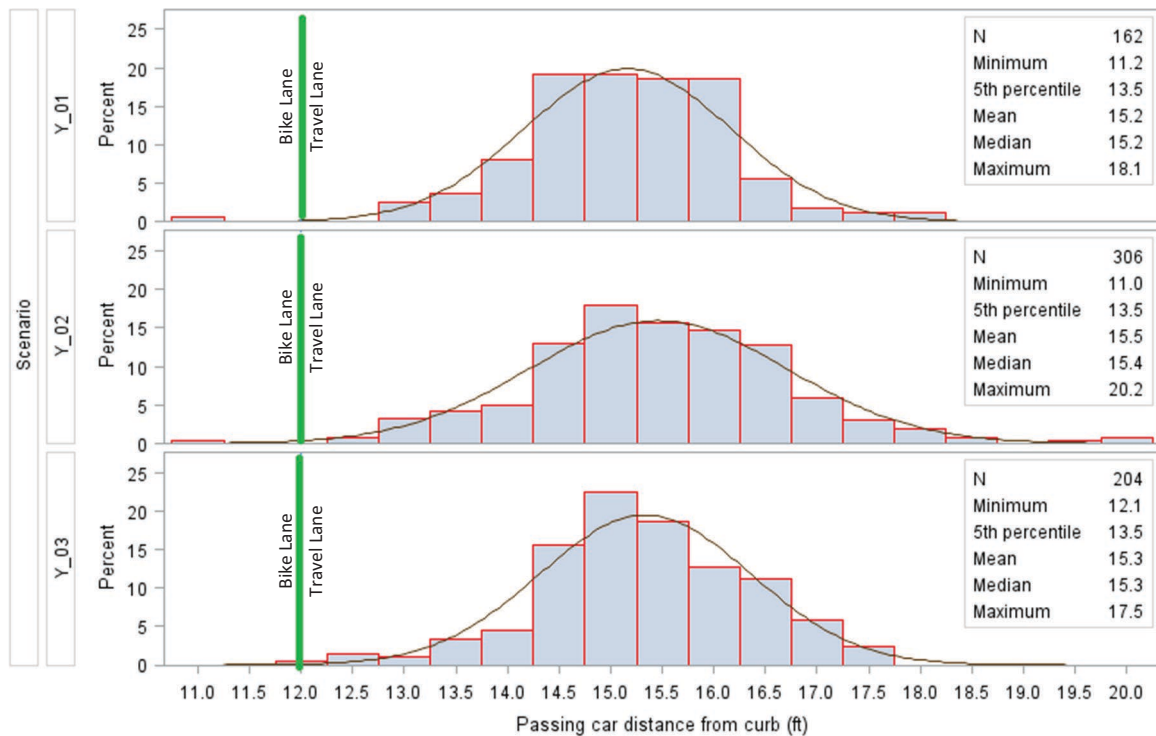 Scenario
Y_01
Percent
25
20
15
10
5
0
Bike Lane
Travel Lane
N 162
Minimum 11.2
5th percentile 13.5
Mean 15.2
Median 15.2
Maximum 18.1
Y_02
Percent
25
20
15
10
5
0
Bike Lane
Travel Lane
N 306
Minimum 11.0
5th percentile 13.5
Mean 15.5
Median 15.4
Maximum 20.2
Y_03
Percent
25
20
15
10
5
0
Bike Lane
Travel Lane
N 204
Minimum 12.1
5th percentile 13.5
Mean 15.3
Median 15.3
Maximum 17.5
11.0 11.5 12.0 12.5 13.0 13.5 14.0 14.5 15.0 15.5 16.0 16.5 17.0 17.5 18.0 18.5 19.0 19.5 20.0
Passing car distance from curb (ft)